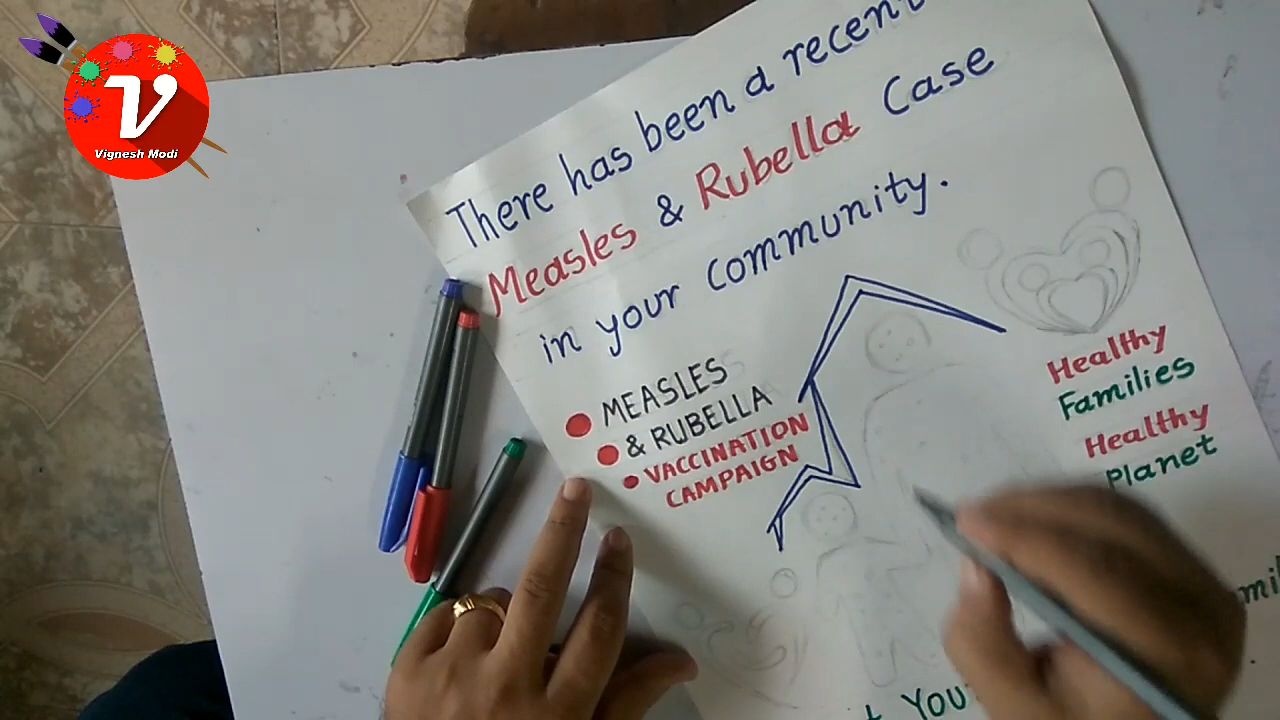 V
Vignesh Modi
There has been a recent
Measles & Rubella Case
in your community.
MEASLES
& RUBELLA
VACCINATION
CAMPAIGN
Healthy
Families
Healthy
Planet